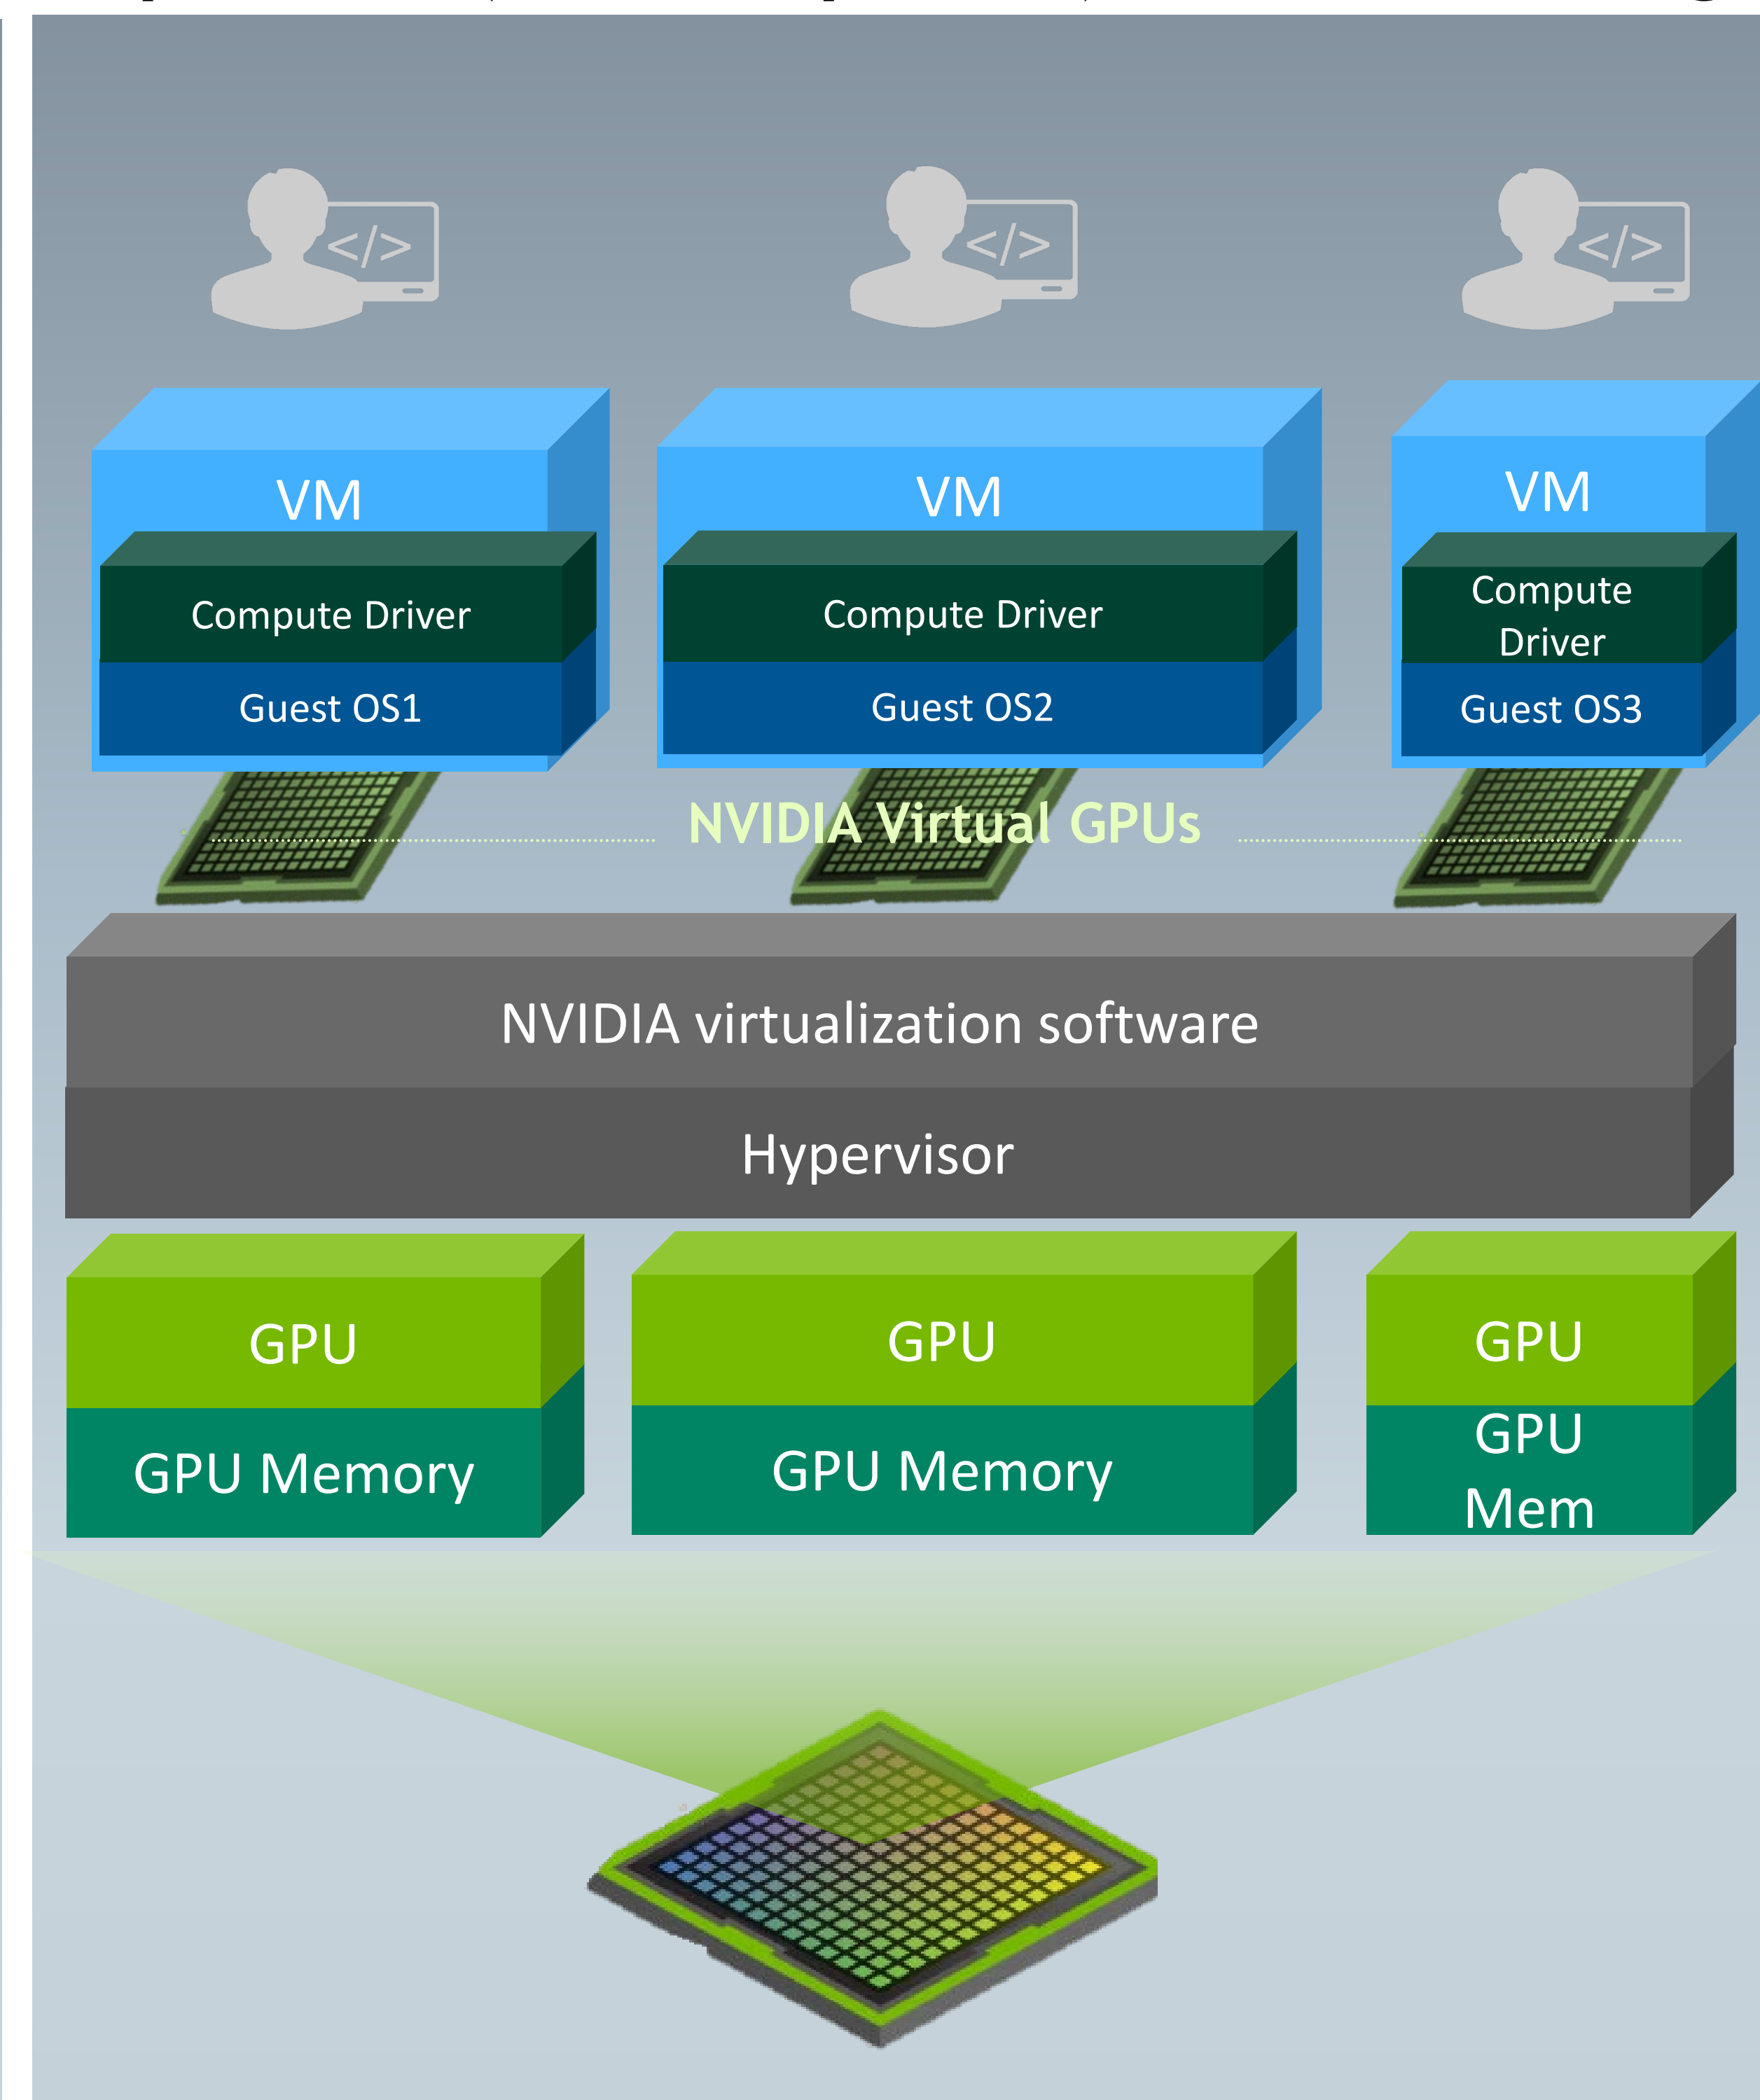 </>
</>
</>
VM
VM
VM
Compute Driver
Compute Driver
Compute
Driver
Guest OS1
Guest OS2
Guest OS3
NVIDIA Virtual GPUs
NVIDIA virtualization software
Hypervisor
GPU
GPU
GPU
GPU Memory
GPU Memory
GPU
Mem